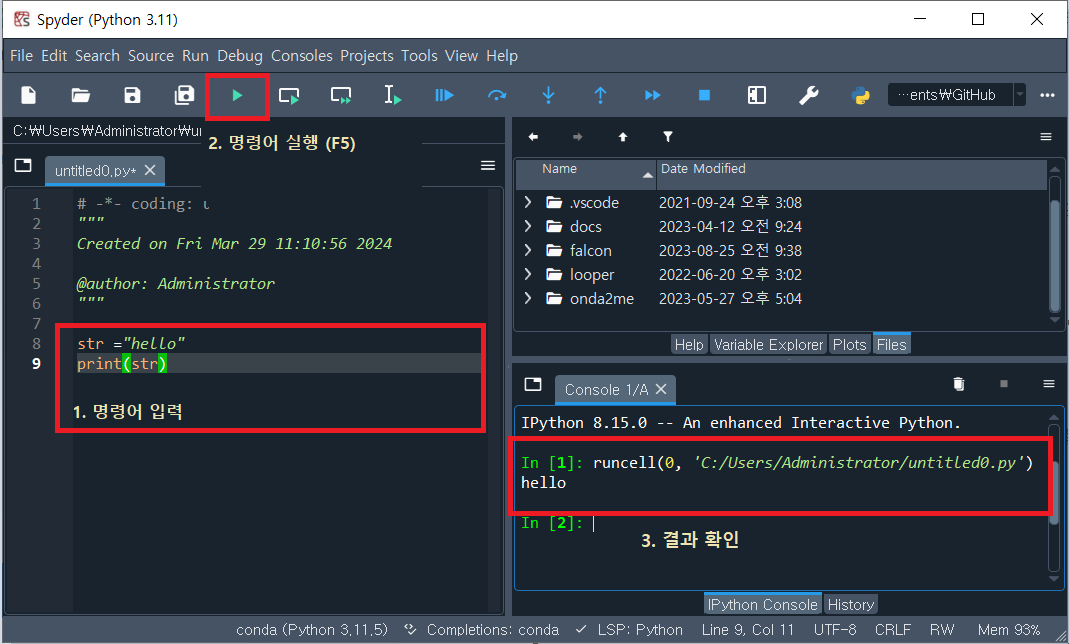 Spyder (Python 3.11)
File Edit Search Source Run Debug Consoles Projects Tools View Help
···ents₩GitHub
C:₩Users₩Administrator₩un
2. 명령어 실행 (F5)
untitled0.py*
1 # -*- coding: u
2 """
3 Created on Fri Mar 29 11:10:56 2024
4
5 @author: Administrator
6 """
7
8 str ="hello"
9 print(str)
1. 명령어 입력
Name Date Modified
.vscode 2021-09-24 오후 3:08
docs 2023-04-12 오전 9:24
falcon 2023-08-25 오전 9:38
looper 2022-06-20 오후 3:02
onda2me 2023-05-27 오후 5:04
Help Variable Explorer Plots Files
Console 1/A
IPython 8.15.0 -- An enhanced Interactive Python.
In [1]: runcell(0, 'C:/Users/Administrator/untitled0.py')
hello
In [2]:
3. 결과 확인
IPython Console History
conda (Python 3.11.5) Completions: conda LSP: Python Line 9, Col 11 UTF-8 CRLF RW Mem 93%